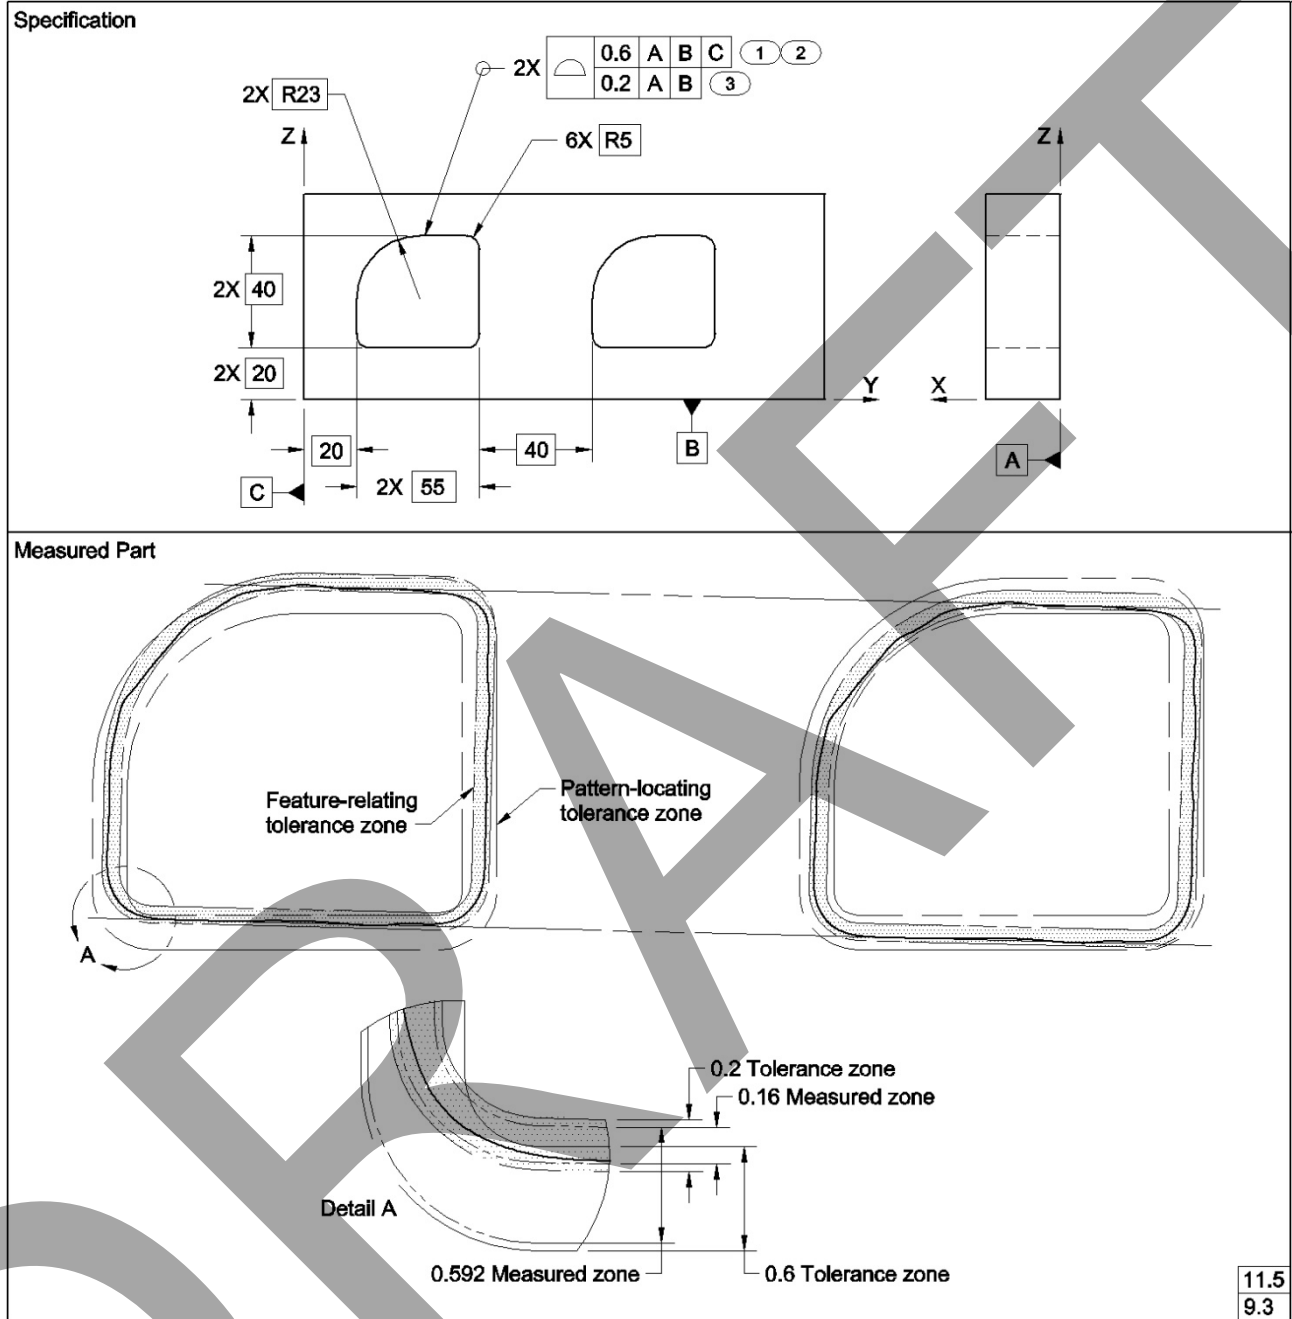 Specification
2X 0.6 A B C 1 2
0.2 A B 3
2X R23
6X R5
Z
Z
2X 40
2X 20
Y
X
20
40
B
A
C
2X 55
Measured Part
Feature-relating
tolerance zone
Pattern-locating
tolerance zone
A
0.2 Tolerance zone
0.16 Measured zone
Detail A
0.592 Measured zone
0.6 Tolerance zone
11.5
9.3
DRAFT